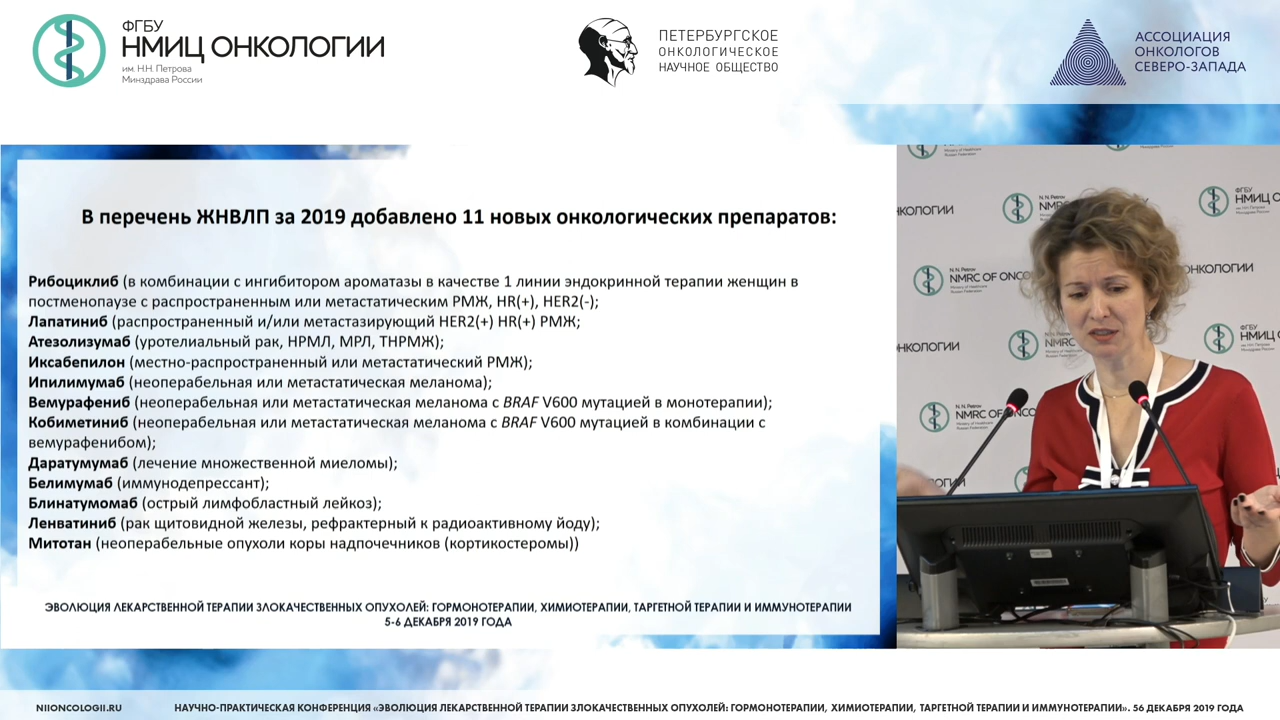 ФГБУ
НМИЦ ОНКОЛОГИИ
им. Н.Н. Петрова
Минздрава России
ПЕТЕРБУРГСКОЕ
ОНКОЛОГИЧЕСКОЕ
НАУЧНОЕ ОБЩЕСТВО
АССОЦИАЦИЯ
ОНКОЛОГОВ
СЕВЕРО-ЗАПАДА
В перечень ЖНВЛП за 2019 добавлено 11 новых онкологических препаратов:
Рибоциклиб (в комбинации с ингибитором ароматазы в качестве 1 линии эндокринной терапии женщин в
постменопаузе с распространенным или метастатическим РМЖ, HR(+), HER2(-);
Лапатиниб (распространенный и/или метастазирующий HER2(+) HR(+) РМЖ;
Атезолизумаб (уротелиальный рак, НРМЛ, МРЛ, ТНРМЖ);
Иксабепилон (местно-распространенный или метастатический РМЖ);
Ипилимумаб (неоперабельная или метастатическая меланома);
Вемурафениб (неоперабельная или метастатическая меланома с BRAF V600 мутацией в монотерапии);
Кобиметиниб (неоперабельная или метастатическая меланома с BRAF V600 мутацией в комбинации с
вемурафенибом);
Даратумумаб (лечение множественной миеломы);
Белимумаб (иммунодепрессант);
Блинатумомаб (острый лимфобластный лейкоз);
Ленватиниб (рак щитовидной железы, рефрактерный к радиоактивному йоду);
Митотан (неоперабельные опухоли коры надпочечников (кортикостеромы))
ЭВОЛЮЦИЯ ЛЕКАРСТВЕННОЙ ТЕРАПИИ ЗЛОКАЧЕСТВЕННЫХ ОПУХОЛЕЙ: ГОРМОНОТЕРАПИИ, ХИМИОТЕРАПИИ, ТАРГЕТНОЙ ТЕРАПИИ И ИММУНОТЕРАПИИ
5-6 ДЕКАБРЯ 2019 ГОДА
N. N. Petrov
NMRC OF ONCO
NIIONCOLOGII.RU
НАУЧНО-ПРАКТИЧЕСКАЯ КОНФЕРЕНЦИЯ «ЭВОЛЮЦИЯ ЛЕКАРСТВЕННОЙ ТЕРАПИИ ЗЛОКАЧЕСТВЕННЫХ ОПУХОЛЕЙ: ГОРМОНОТЕРАПИИ, ХИМИОТЕРАПИИ, ТАРГЕТНОЙ ТЕРАПИИ И ИММУНОТЕРАПИИ». 56 ДЕКАБРЯ 2019 ГОДА